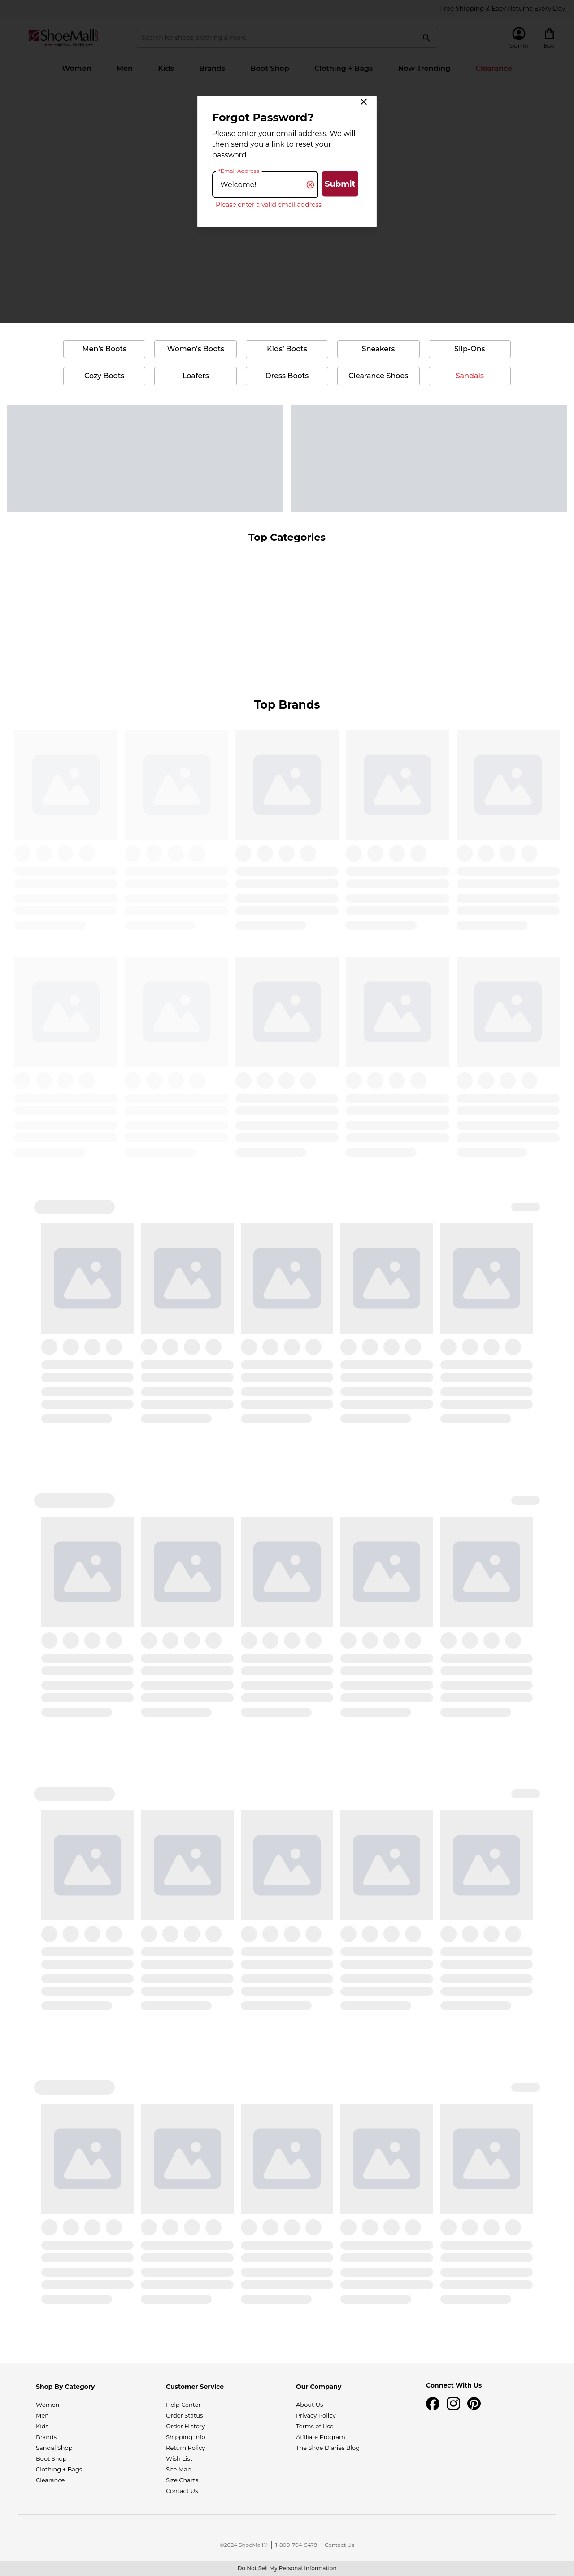 Free Shipping & Easy Returns Every Day
ShoeMall
FREE SHIPPING EVERY DAY
Search for shoes, clothing & more
Sign In
Bag
Women Men Kids Brands Boot Shop Clothing + Bags Now Trending Clearance
Forgot Password?
Please enter your email address. We will
then send you a link to reset your
password.
*Email Address
Welcome!
Submit
Please enter a valid email address.
Men's Boots Women's Boots Kids' Boots Sneakers Slip-Ons
Cozy Boots Loafers Dress Boots Clearance Shoes Sandals
Top Categories
Top Brands
Shop By Category
Women
Men
Kids
Brands
Sandal Shop
Boot Shop
Clothing + Bags
Clearance
Customer Service
Help Center
Order Status
Order History
Shipping Info
Return Policy
Wish List
Site Map
Size Charts
Contact Us
Our Company
About Us
Privacy Policy
Terms of Use
Affiliate Program
The Shoe Diaries Blog
Connect With Us
©2024 ShoeMall® | 1-800-704-5478 | Contact Us
Do Not Sell My Personal Information